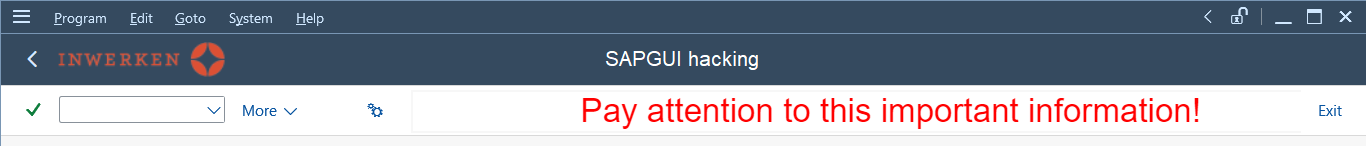 Program Edit Goto System Help
INWERKEN SAPGUI hacking
More Pay attention to this important information! Exit